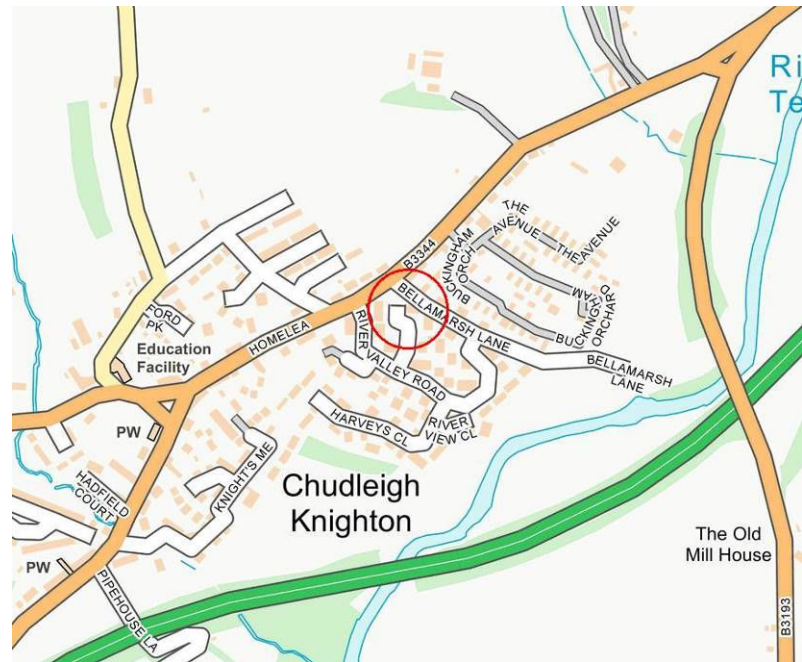 Ri
Te
THE
AVENUE
THE AVENUE
BUCKINGHAM
ORCH
B3344
BUCKINGHAM
ORCHARD
BELLAMARSH LANE
BELLAMARSH
LANE
FORD
PK
HOMELEA
RIVER
VALLEY ROAD
Education
Facility
HARVEYS CL
RIVER
VIEW CL
PW
KNIGHT'S ME
HADFIELD
COURT
Chudleigh
Knighton
The Old
Mill House
PW
PIPEHOUSE LA
B3193